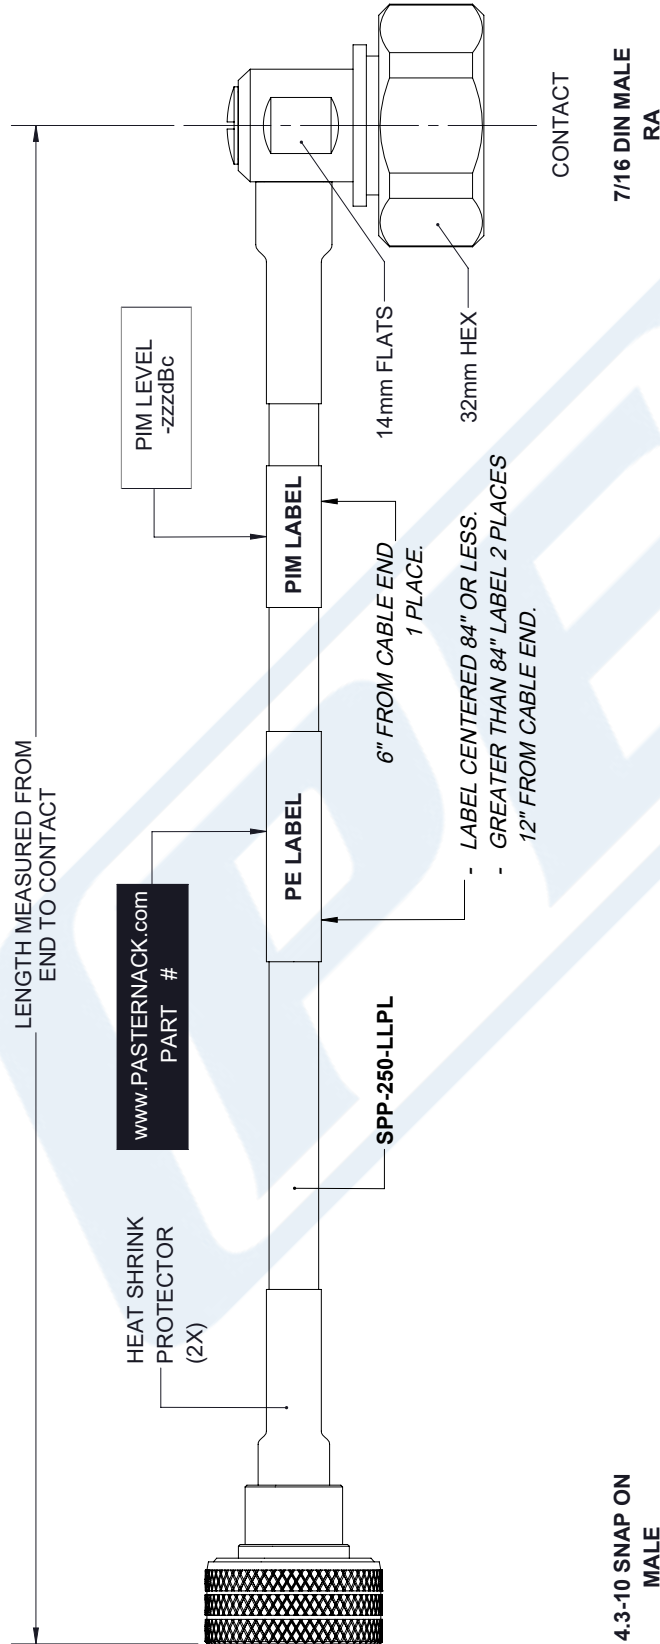 LENGTH MEASURED FROM
END TO CONTACT
HEAT SHRINK
PROTECTOR
(2X)
www.PASTERNACK.com
PART #
PIM LEVEL
-zzzdBc
PE LABEL
PIM LABEL
SPP-250-LLPL
6" FROM CABLE END
1 PLACE.
- LABEL CENTERED 84" OR LESS.
- GREATER THAN 84" LABEL 2 PLACES
12" FROM CABLE END.
14mm FLATS
32mm HEX
CONTACT
4.3-10 SNAP ON
MALE
7/16 DIN MALE
RA